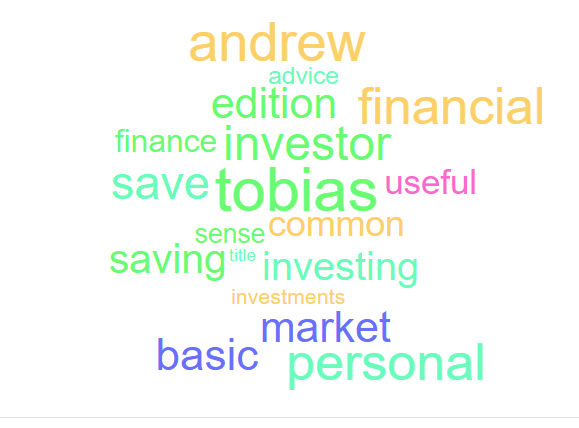 andrew
advice
edition financial
finance investor
save tobias useful
sense common
saving title investing
investments
market
basic personal